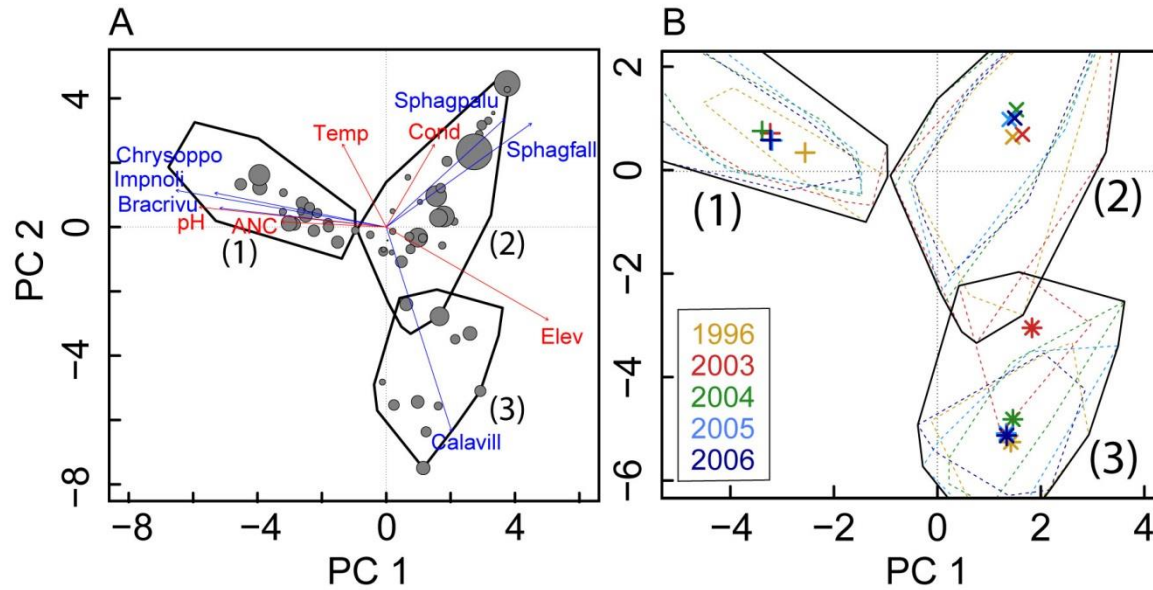 A
PC 2
4
0
−4
−8
Temp
Cond
Sphagpalu
Sphagfall
Chrysoppo
Impnoli
Bracrivu
pH
ANC
(1)
(2)
Elev
(3)
Calavill
−8 −4 0 4
PC 1
B
2
0
−2
−4
−6
(1)
(2)
(3)
1996
2003
2004
2005
2006
−4 −2 0 2 4
PC 1